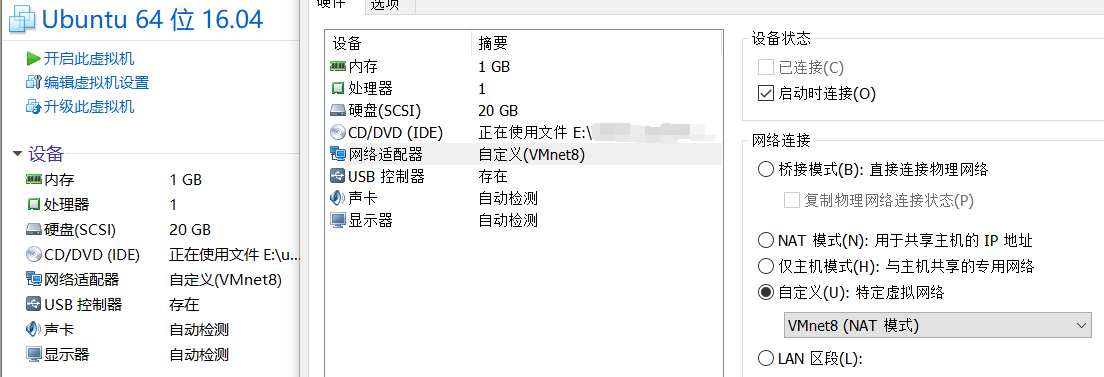 Ubuntu 64 位 16.04
开启此虚拟机
编辑虚拟机设置
升级此虚拟机
设备
内存 1 GB
处理器 1
硬盘(SCSI) 20 GB
CD/DVD (IDE) 正在使用文件 E:\u...
网络适配器 自定义(VMnet8)
USB 控制器 存在
声卡 自动检测
显示器 自动检测
硬件 选项
设备 摘要
内存 1 GB
处理器 1
硬盘(SCSI) 20 GB
CD/DVD (IDE) 正在使用文件 E:\
网络适配器 自定义(VMnet8)
USB 控制器 存在
声卡 自动检测
显示器 自动检测
设备状态
已连接(C)
启动时连接(O)
网络连接
桥接模式(B): 直接连接物理网络
复制物理网络连接状态(P)
NAT 模式(N): 用于共享主机的 IP 地址
仅主机模式(H): 与主机共享的专用网络
自定义(U): 特定虚拟网络
VMnet8 (NAT 模式)
LAN 区段(L):